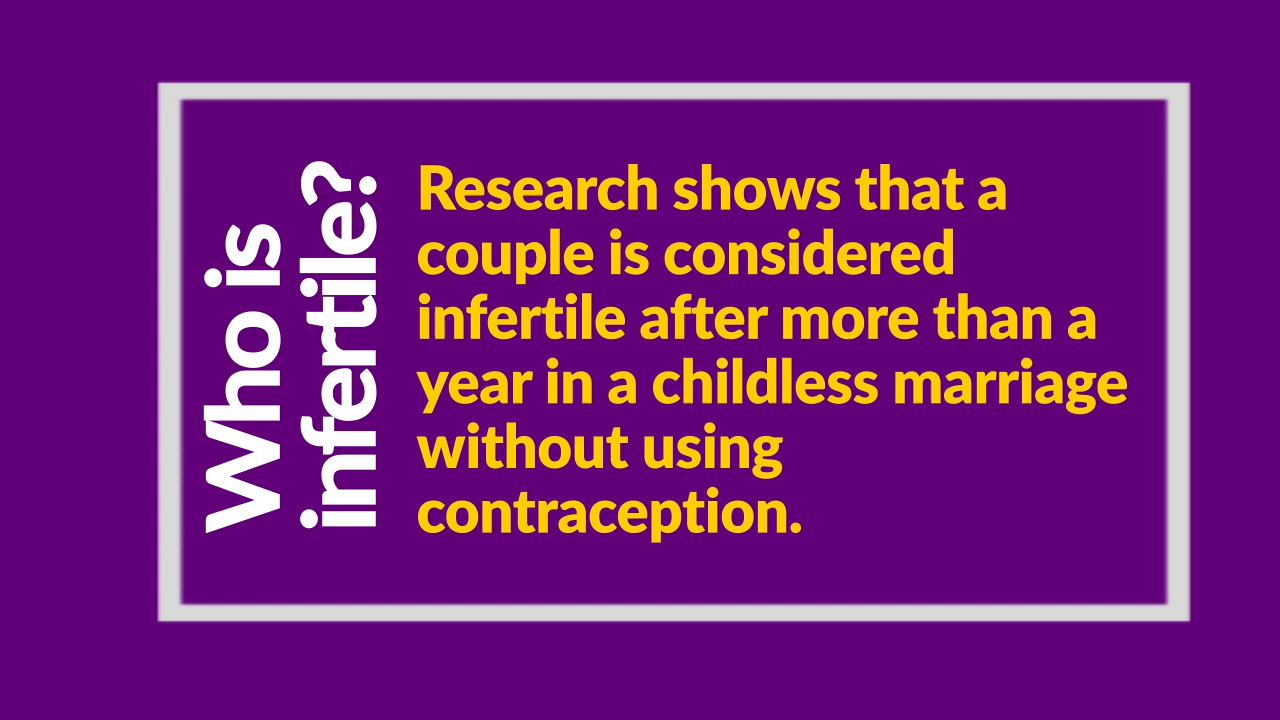 Who is
infertile?
Research shows that a
couple is considered
infertile after more than a
year in a childless marriage
without using
contraception.